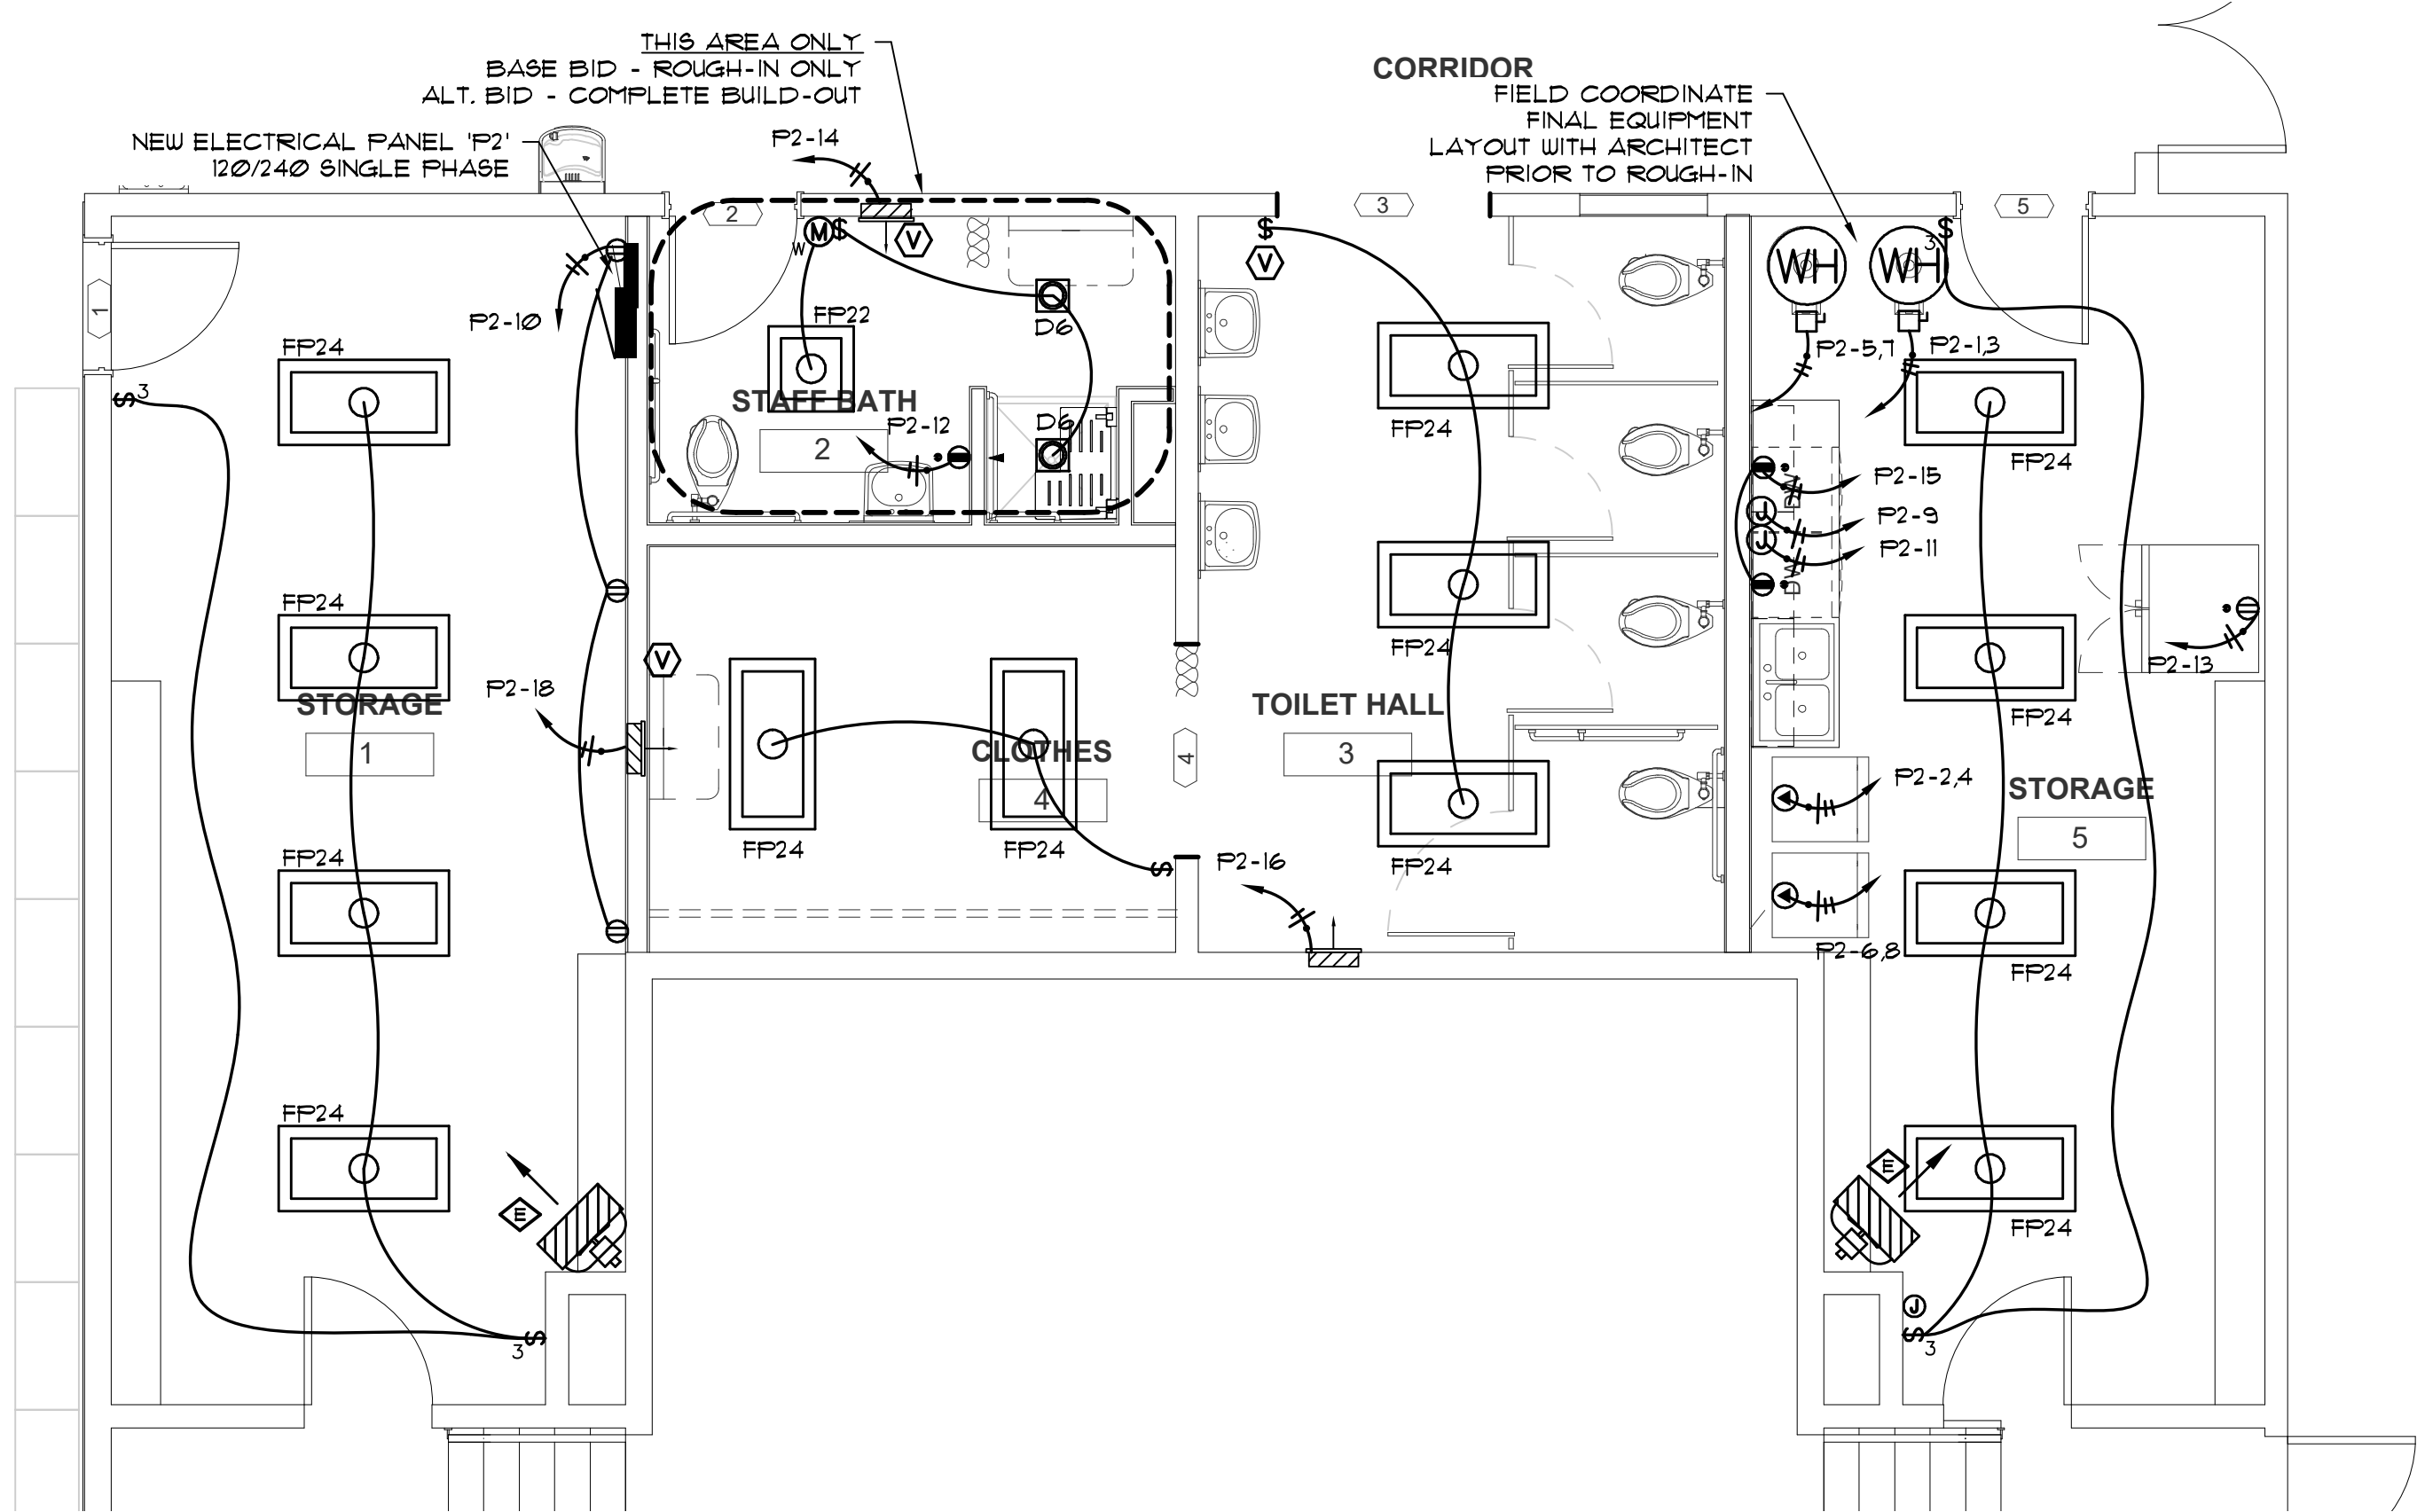 THIS AREA ONLY
BASE BID - ROUGH-IN ONLY
ALT. BID - COMPLETE BUILD-OUT
CORRIDOR
FIELD COORDINATE
FINAL EQUIPMENT
LAYOUT WITH ARCHITECT
PRIOR TO ROUGH-IN
NEW ELECTRICAL PANEL 'P2'
120/240 SINGLE PHASE
P2-14
2
3
5
M
$
W
V
$
V
WH
WH
3
$
1
P2-10
FP22
D6
P2-5,7
P2-1,3
FP24
$
3
STAFF BATH
2
P2-12
D6
FP24
FP24
P2-15
DW
J
P2-9
J
P2-11
DW
FP24
V
FP24
P2-13
P2-18
STORAGE
1
TOILET HALL
3
CLOTHES
4
4
FP24
P2-2,4
STORAGE
5
FP24
FP24
FP24
$
P2-16
FP24
P2-6,8
FP24
FP24
E
E
FP24
J
3
$
$
3